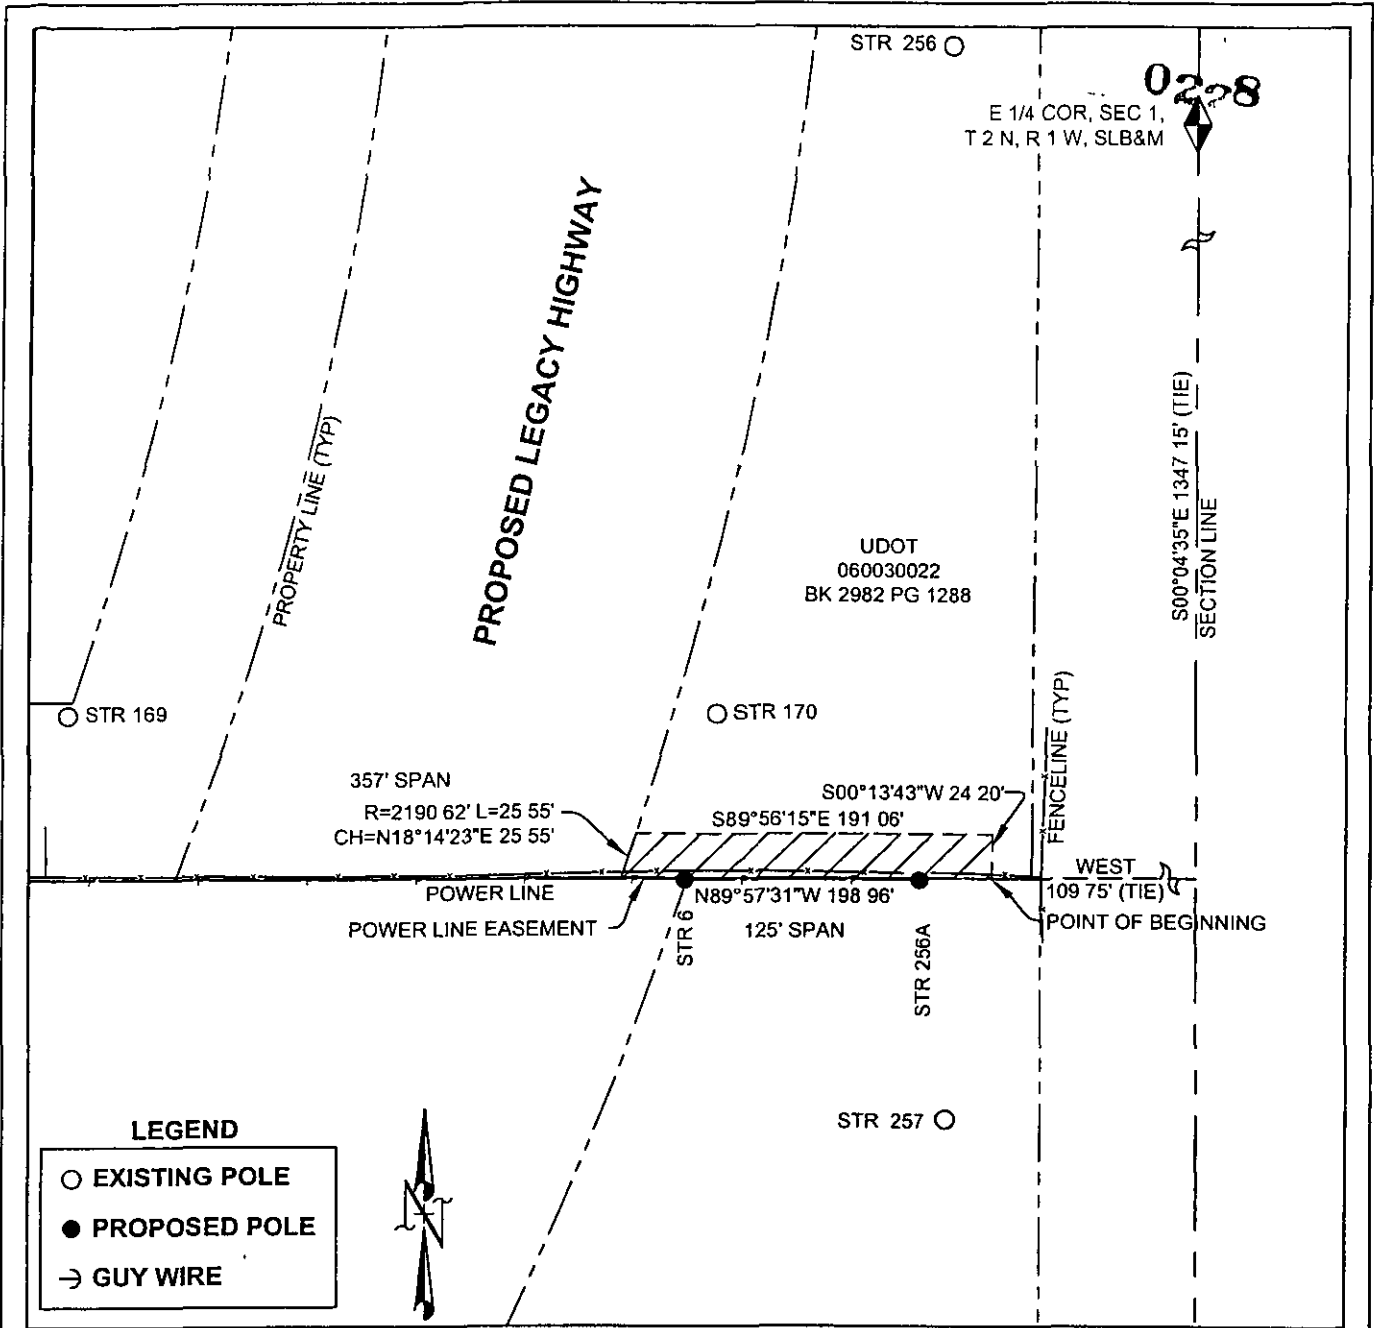 STR 256
0228
E 1/4 COR, SEC 1,
T 2 N, R 1 W, SLB&M
PROPOSED LEGACY HIGHWAY
PROPERTY LINE (TYP)
S00°04'35"E 1347 15' (TIE)
SECTION LINE
UDOT
060030022
BK 2982 PG 1288
STR 169
STR 170
FENCELINE (TYP)
357' SPAN
R=2190 62' L=25 55'
CH=N18°14'23"E 25 55'
S00°13'43"W 24 20'
S89°56'15"E 191 06'
WEST
109 75' (TIE)
POWER LINE
N89°57'31"W 198 96'
POWER LINE EASEMENT
STR 6
125' SPAN
STR 256A
POINT OF BEGINNING
STR 257
LEGEND
EXISTING POLE
PROPOSED POLE
GUY WIRE
N